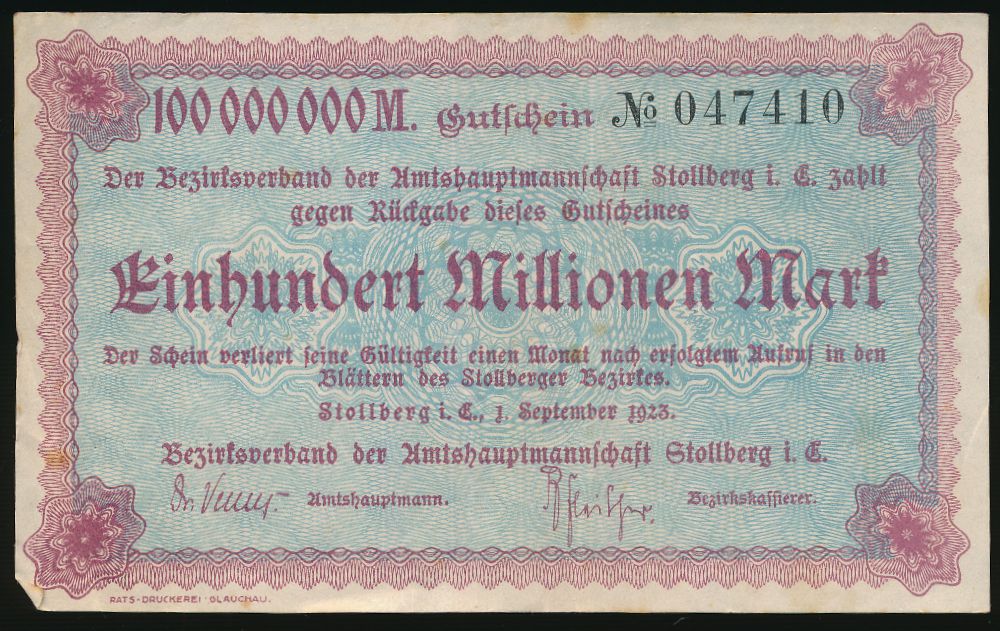 100 000 000 M. Gutschein № 047410
Der Bezirksverband der Amtshauptmannschaft Stollberg i. E. zahlt
gegen Rückgabe dieses Gutscheines
Einhundert Millionen Mark
Der Schein verliert seine Gültigkeit einen Monat nach erfolgtem Aufruf in den
Blättern des Stollberger Bezirkes.
Stollberg i. E., 1. September 1923.
Bezirksverband der Amtshauptmannschaft Stollberg i. E.
Dr. Amtshauptmann. Bezirkskassierer.
RATS-DRUCKEREI GLAUCHAU.